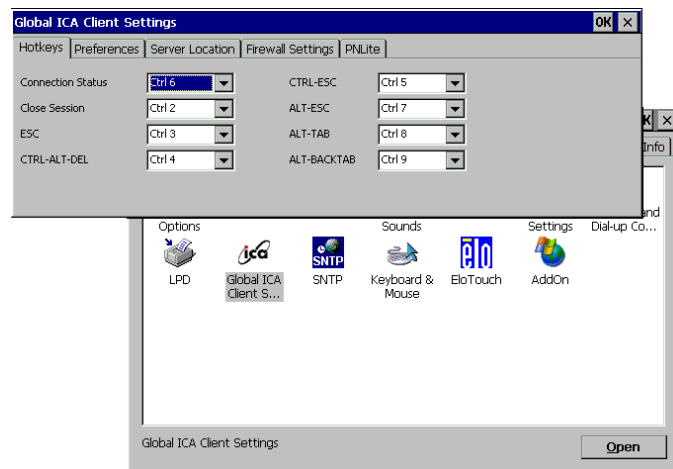 Global ICA Client Settings OK ×
Hotkeys Preferences Server Location Firewall Settings PNLite
Connection Status Ctrl 6 CTRL-ESC Ctrl 5
Close Session Ctrl 2 ALT-ESC Ctrl 7
ESC Ctrl 3 ALT-TAB Ctrl 8
CTRL-ALT-DEL Ctrl 4 ALT-BACKTAB Ctrl 9
K ×
Info
nd
Options Sounds Settings Dial-up Co...
ica SNTP elo
LPD Global ICA Client S... SNTP Keyboard & Mouse EloTouch AddOn
Global ICA Client Settings Open